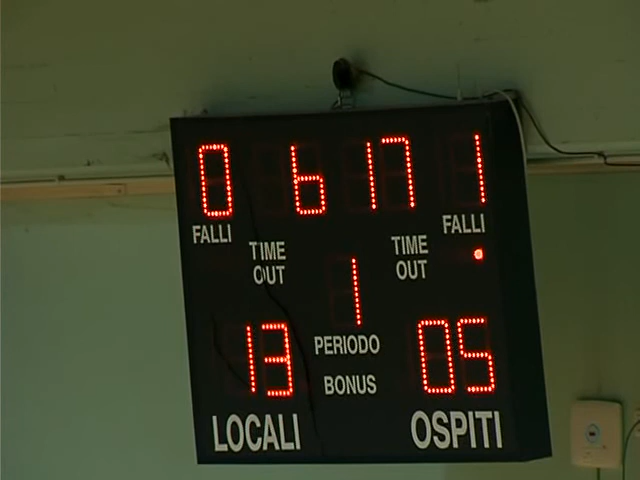 0 6 17 1
FALLI FALLI
TIME OUT TIME OUT
1
PERIODO
13 05
BONUS
LOCALI OSPITI